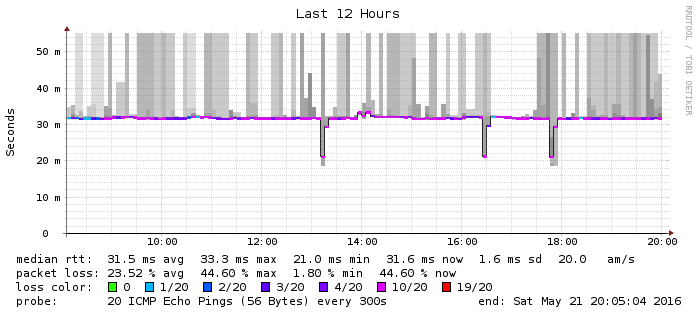 Last 12 Hours
RRDTOOL / TOBI OETIKER
Seconds
50 m
40 m
30 m
20 m
10 m
0
10:00 12:00 14:00 16:00 18:00 20:00
median rtt: 31.5 ms avg 33.3 ms max 21.0 ms min 31.6 ms now 1.6 ms sd 20.0 am/s
packet loss: 23.52 % avg 44.60 % max 1.80 % min 44.60 % now
loss color: 0 1/20 2/20 3/20 4/20 10/20 19/20
probe: 20 ICMP Echo Pings (56 Bytes) every 300s end: Sat May 21 20:05:04 2016